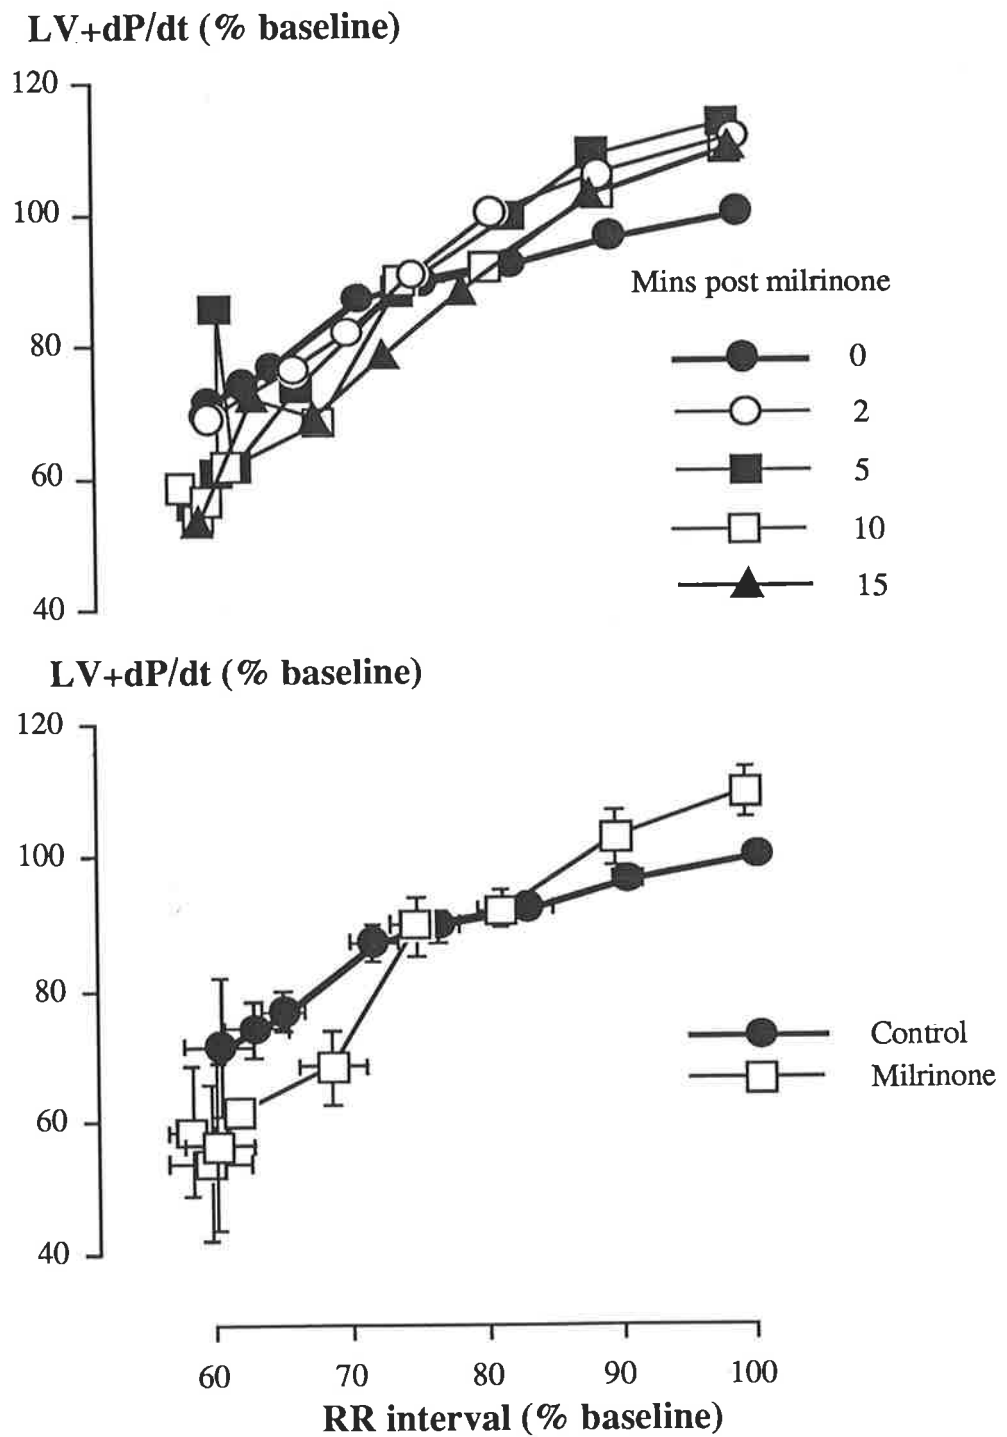 LV+dP/dt (% baseline)
120
100
80
60
40
Mins post milrinone
0
2
5
10
15
LV+dP/dt (% baseline)
120
100
80
60
40
Control
Milrinone
60 70 80 90 100
RR interval (% baseline)